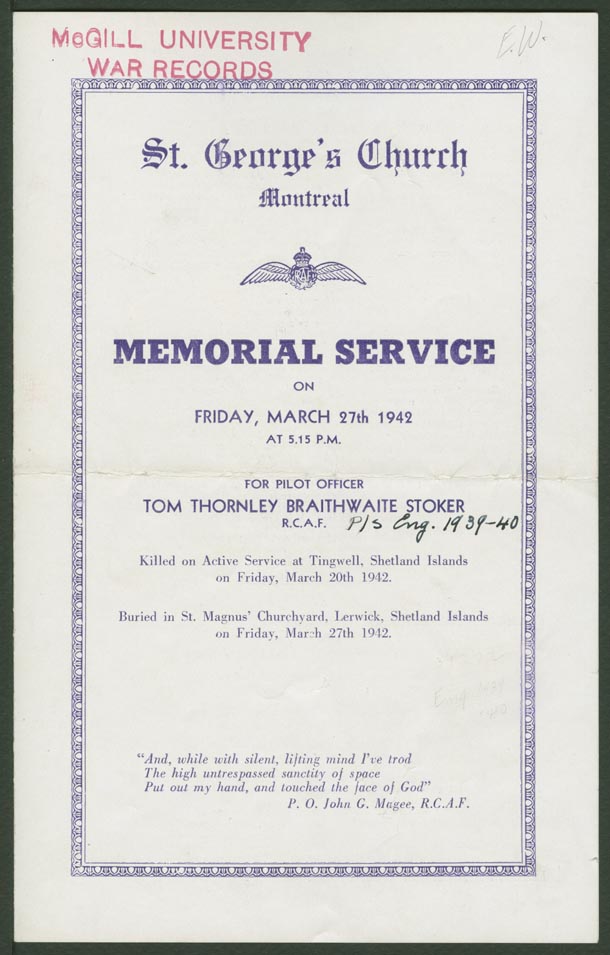 McGILL UNIVERSITY
WAR RECORDS
E.W.
St. George's Church
Montreal
RAF
MEMORIAL SERVICE
ON
FRIDAY, MARCH 27th 1942
AT 5.15 P.M.
FOR PILOT OFFICER
TOM THORNLEY BRAITHWAITE STOKER
R.C.A.F. P/S Eng. 1939-40
Killed on Active Service at Tingwell, Shetland Islands
on Friday, March 20th 1942.
Buried in St. Magnus' Churchyard, Lerwick, Shetland Islands
on Friday, March 27th 1942.
Eng 1939
-40
"And, while with silent, lifting mind I've trod
The high untrespassed sanctity of space
Put out my hand, and touched the face of God"
P. O. John G. Magee, R.C.A.F.